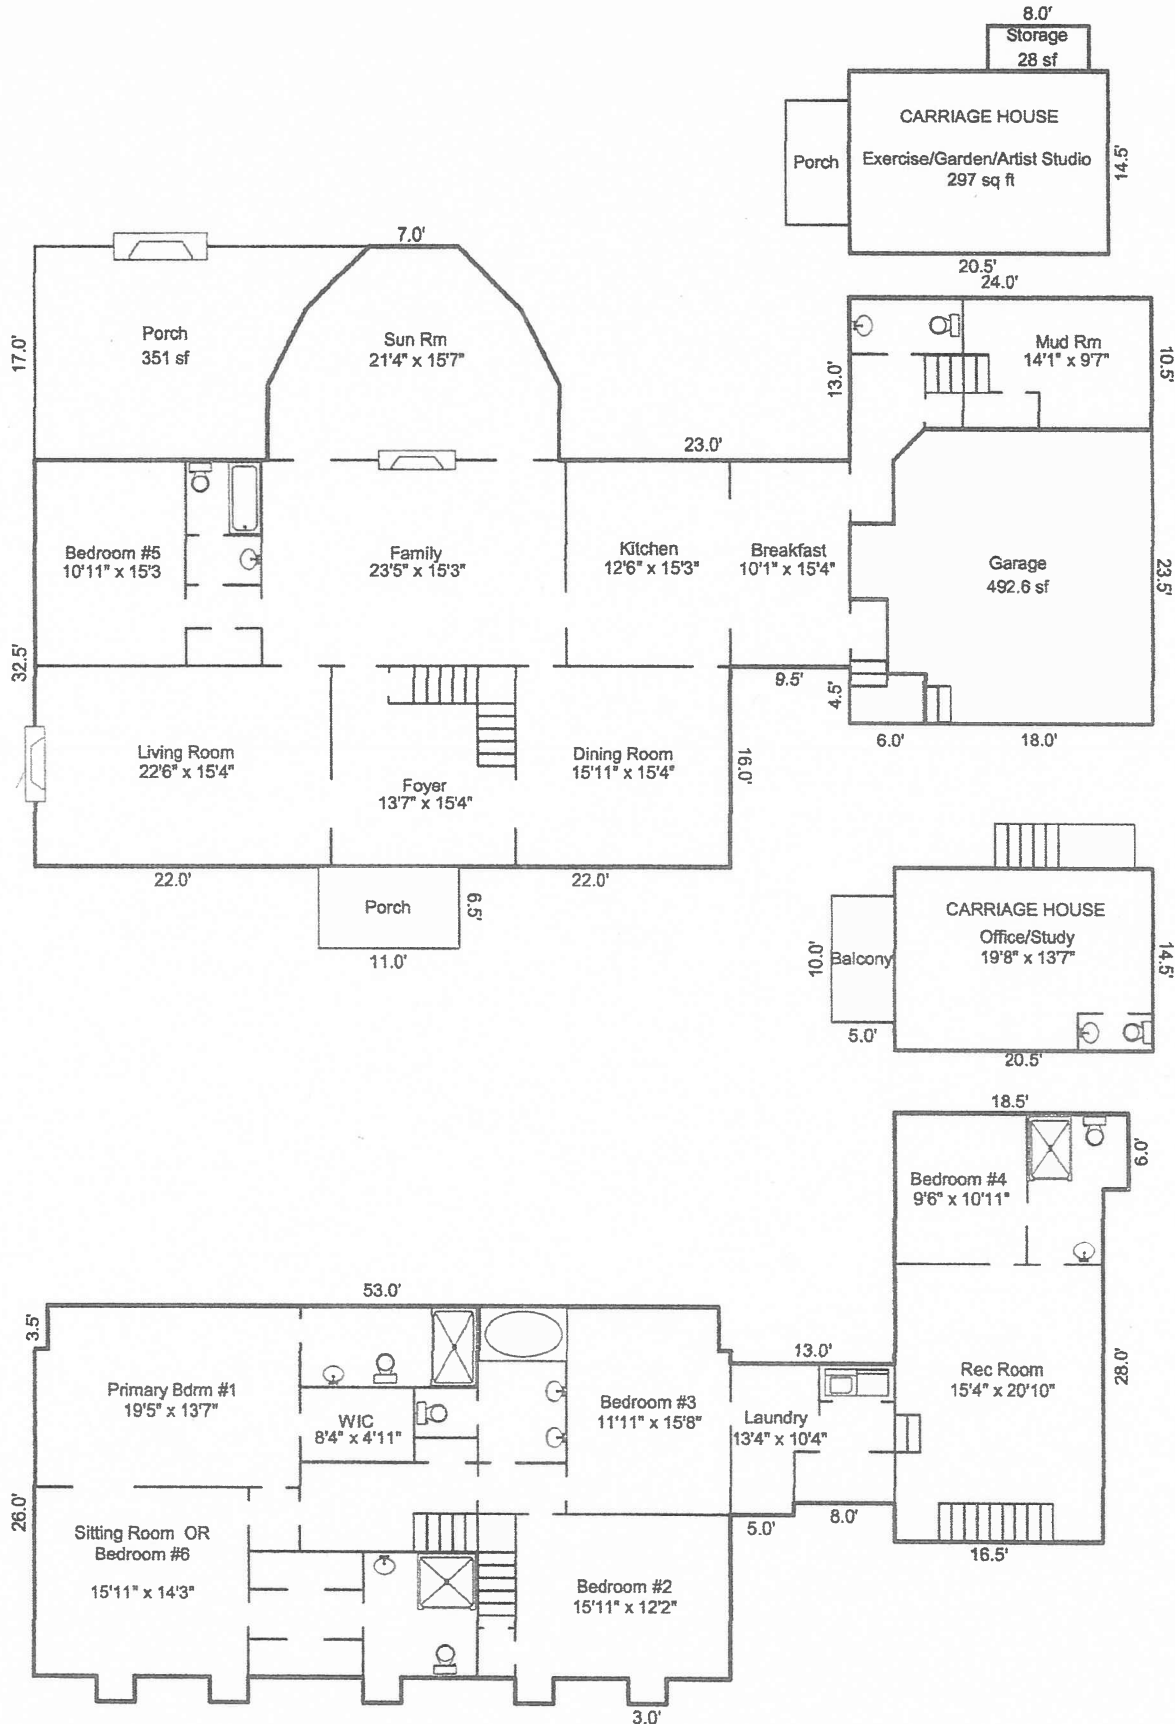 8.0'
Storage
28 sf
CARRIAGE HOUSE
Porch
Exercise/Garden/Artist Studio
297 sq ft
14.5'
20.5'
24.0'
7.0'
17.0'
Porch
351 sf
Sun Rm
21'4" x 15'7"
13.0'
Mud Rm
14'1" x 9'7"
10.5'
23.0'
Bedroom #5
10'11" x 15'3
Family
23'5" x 15'3"
Kitchen
12'6" x 15'3"
Breakfast
10'1" x 15'4"
Garage
492.6 sf
23.5'
32.5'
9.5'
4.5'
6.0'
18.0'
Living Room
22'6" x 15'4"
Foyer
13'7" x 15'4"
Dining Room
15'11" x 15'4"
16.0'
22.0'
22.0'
Porch
6.5'
11.0'
CARRIAGE HOUSE
Office/Study
19'8" x 13'7"
10.0'
Balcony
14.5'
5.0'
20.5'
18.5'
Bedroom #4
9'6" x 10'11"
6.0'
53.0'
3.5'
13.0'
Primary Bdrm #1
19'5" x 13'7"
WIC
8'4" x 4'11"
Bedroom #3
11'11" x 15'8"
Laundry
13'4" x 10'4"
Rec Room
15'4" x 20'10"
28.0'
26.0'
5.0'
8.0'
16.5'
Sitting Room OR
Bedroom #6
15'11" x 14'3"
Bedroom #2
15'11" x 12'2"
3.0'